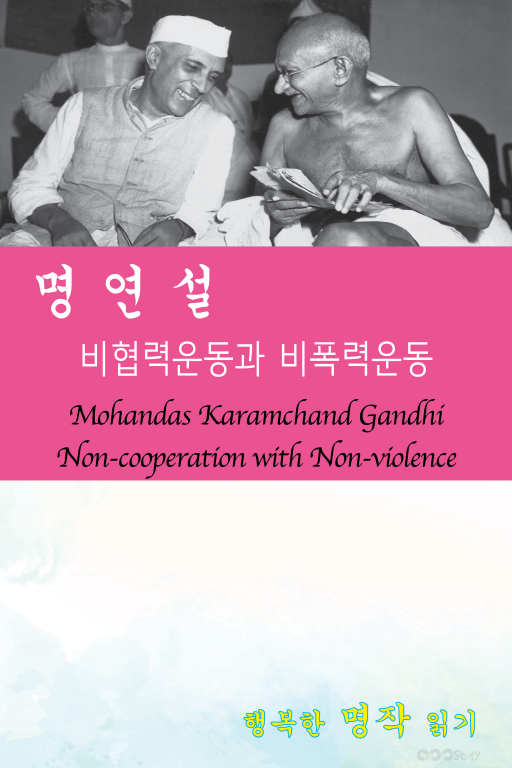 명 연 설
비협력운동과 비폭력운동
Mohandas Karamchand Gandhi
Non-cooperation with Non-violence
행복한 명작 읽기